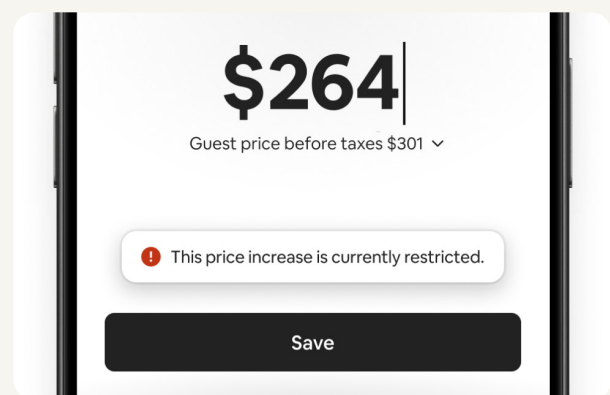 $264
Guest price before taxes $301
This price increase is currently restricted.
Save